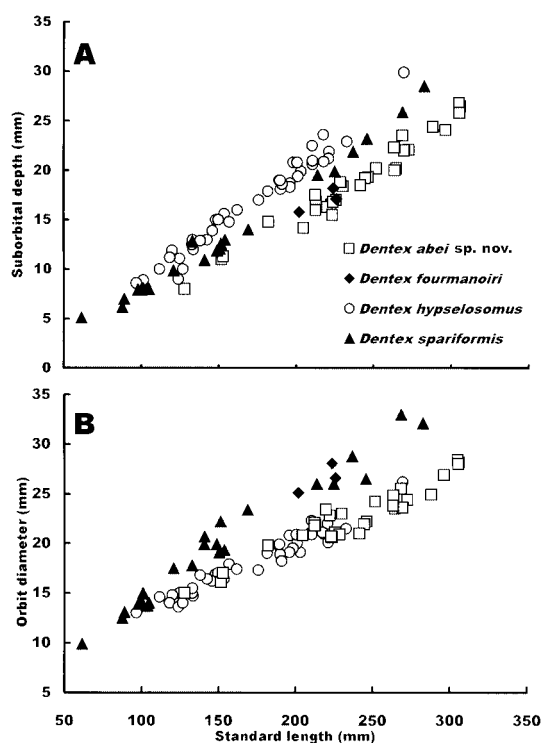 A
35
30
25
20
15
10
5
0
Suborbital depth (mm)
Dentex abei sp. nov.
Dentex fourmanoiri
Dentex hypselosomus
Dentex spariformis
B
35
30
25
20
15
10
5
Orbit diameter (mm)
50 100 150 200 250 300 350
Standard length (mm)